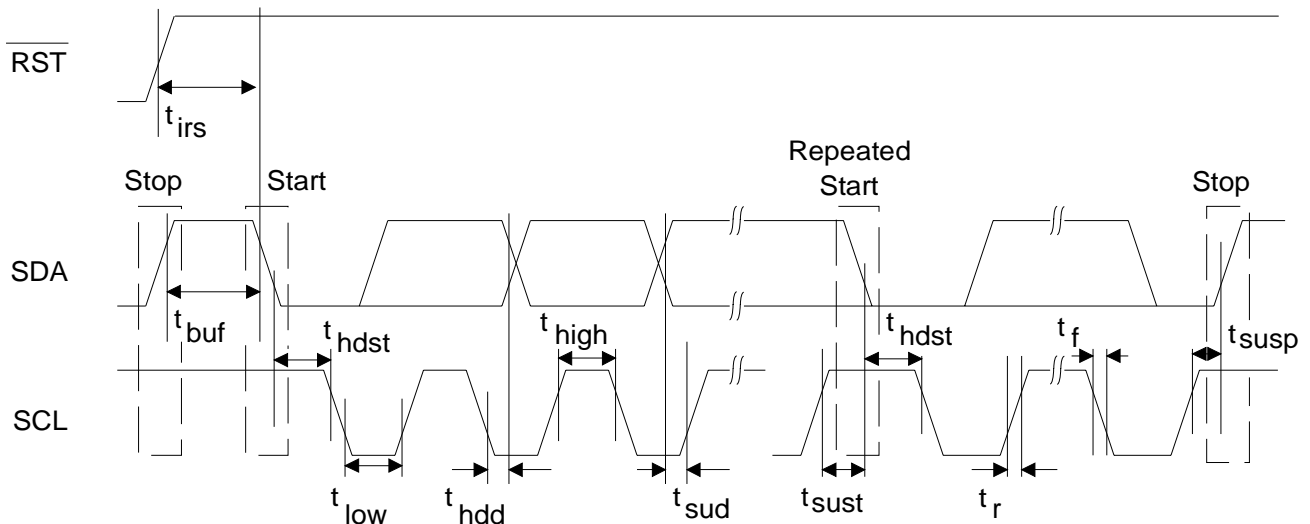 RST
t irs
Repeated
Stop Start Start Stop
SDA
t buf t hdst t high t hdst t f t susp
SCL
t low t hdd t sud t sust t r